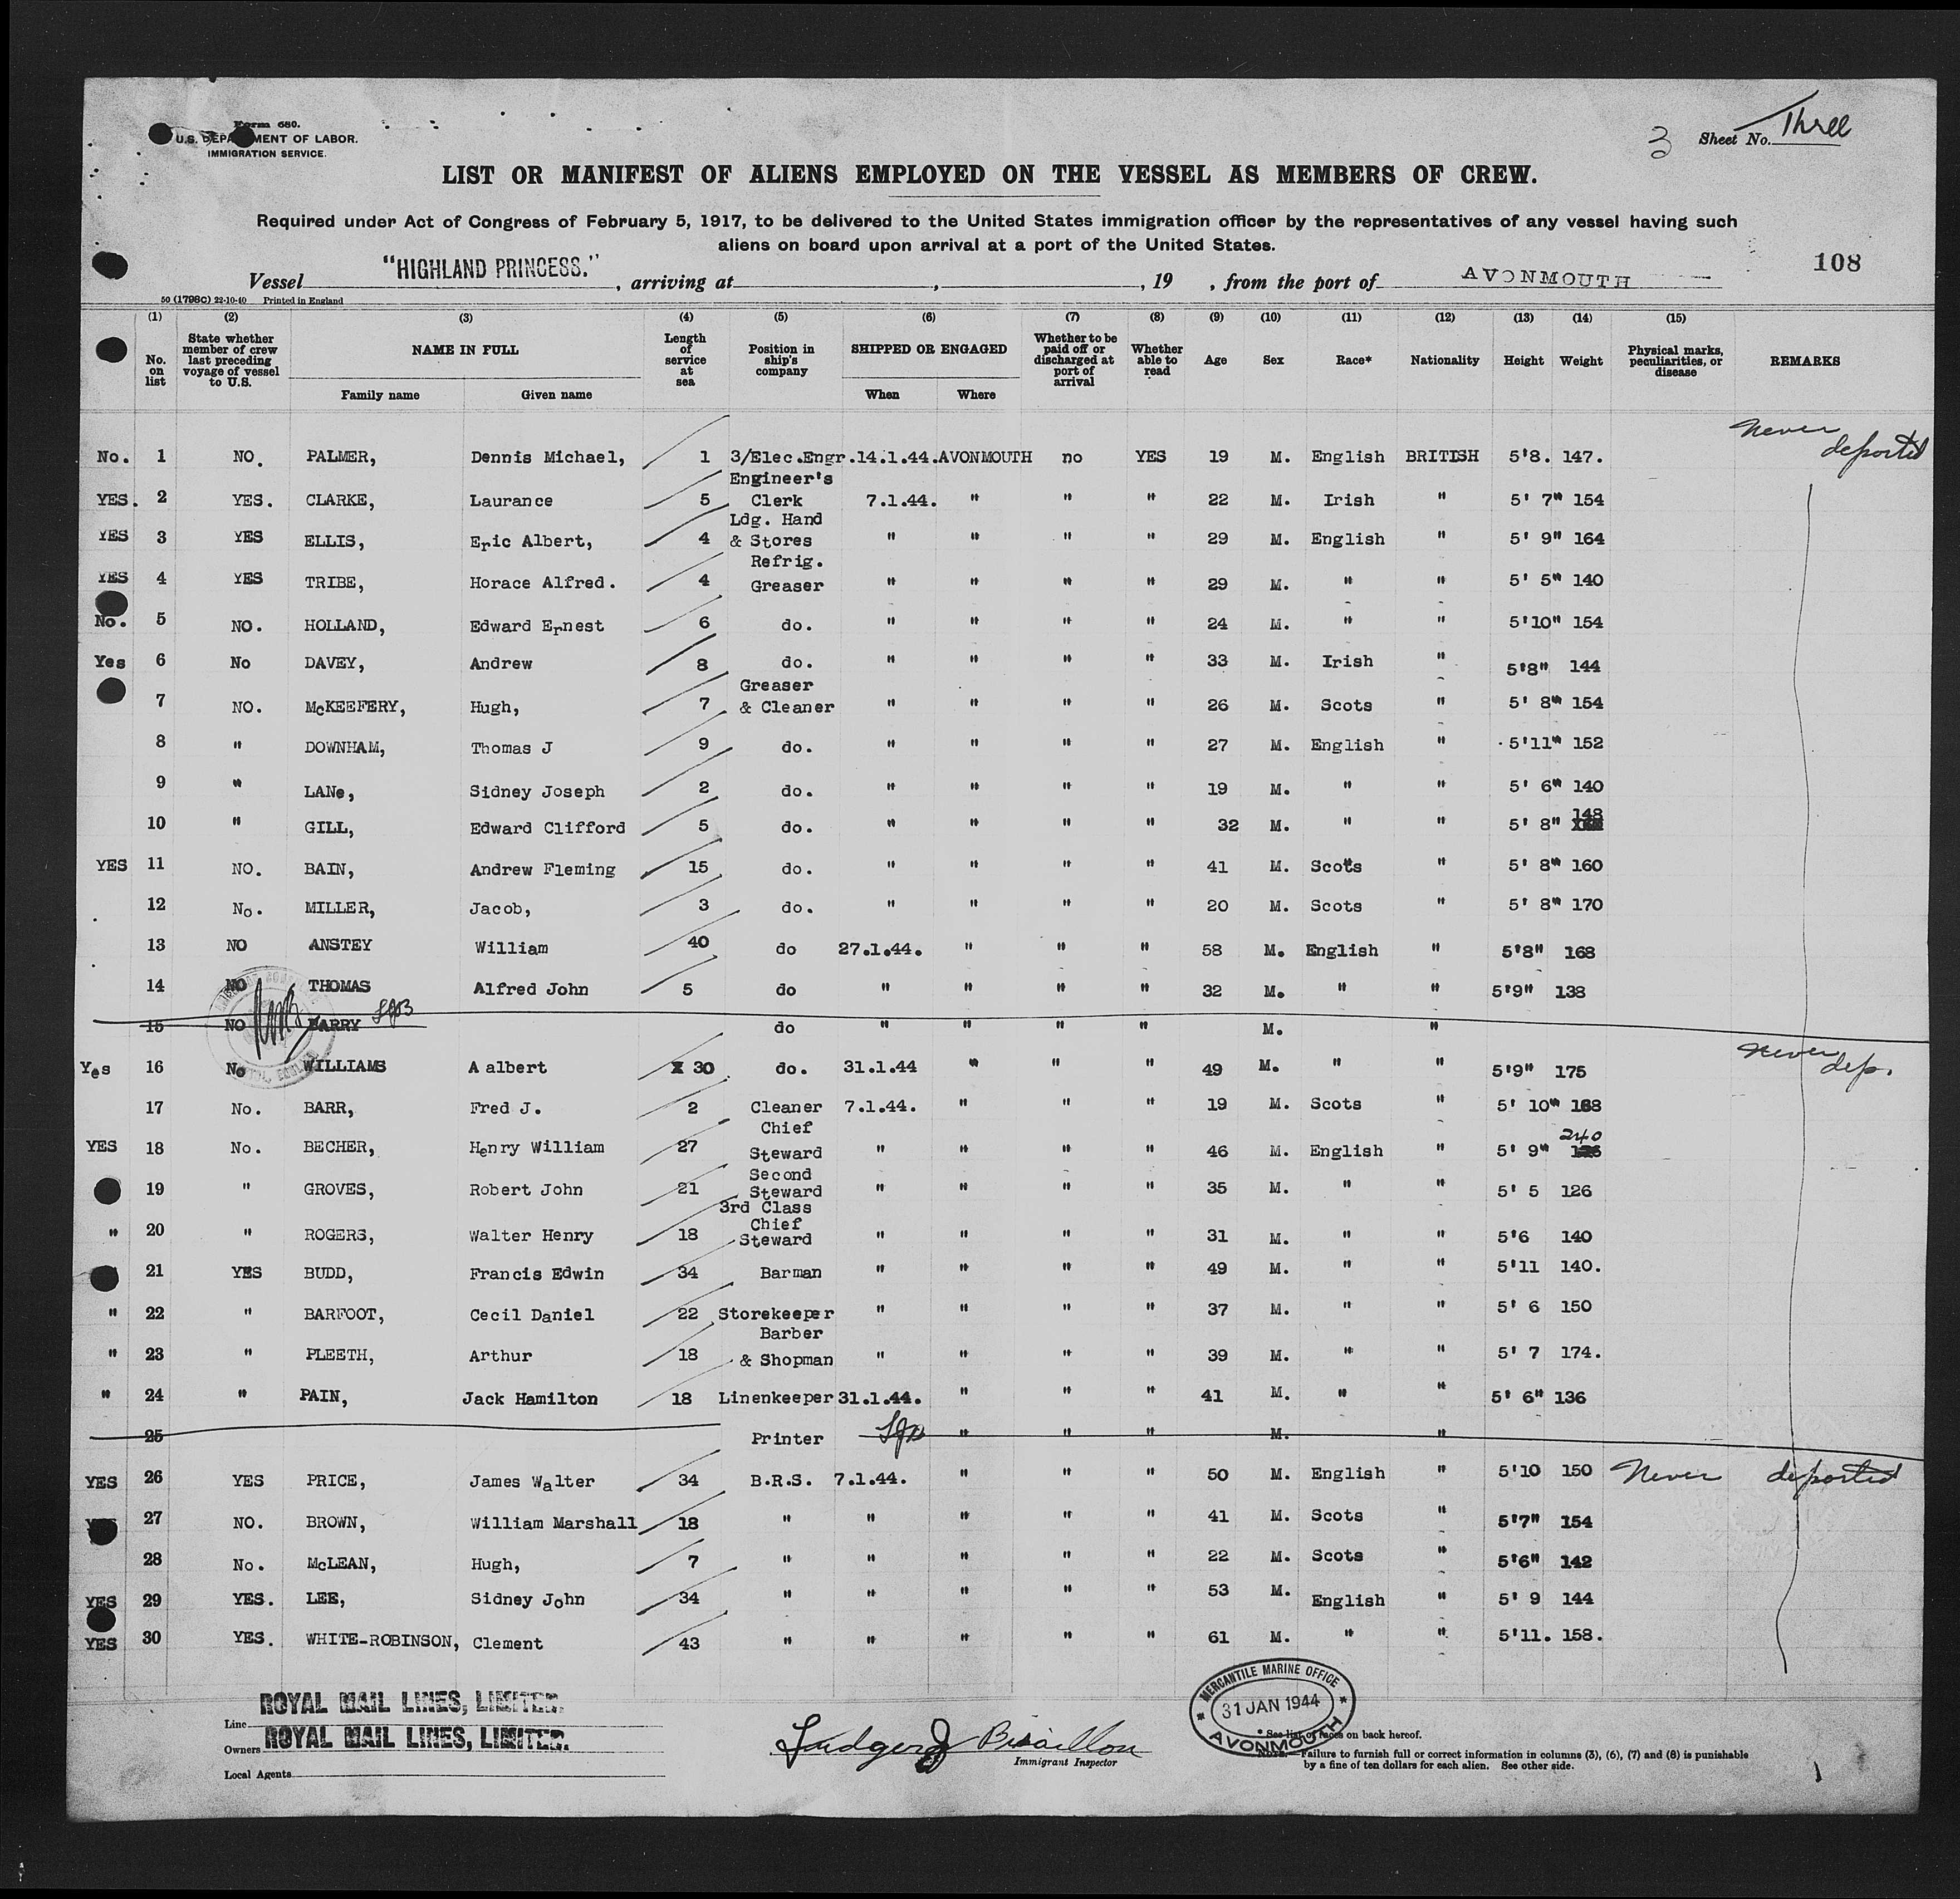 Form 680.
U.S. DEPARTMENT OF LABOR.
IMMIGRATION SERVICE.
3 Sheet No. Three
LIST OR MANIFEST OF ALIENS EMPLOYED ON THE VESSEL AS MEMBERS OF CREW.
Required under Act of Congress of February 5, 1917, to be delivered to the United States immigration officer by the representatives of any vessel having such
aliens on board upon arrival at a port of the United States.
108
Vessel "HIGHLAND PRINCESS." , arriving at , , 19 , from the port of AVONMOUTH
50 (1798C) 22-10-40 Printed in England
(1) (2) (3) (4) (5) (6) (7) (8) (9) (10) (11) (12) (13) (14) (15)
No. on list
State whether member of crew last preceding voyage of vessel to U.S.
NAME IN FULL
Family name Given name
Length of service at sea
Position in ship's company
SHIPPED OR ENGAGED
When Where
Whether to be paid off or discharged at port of arrival
Whether able to read
Age Sex Race* Nationality Height Weight
Physical marks, peculiarities, or disease
REMARKS
Never deported
No. 1 NO. PALMER, Dennis Michael, 1 3/Elec.Engr. 14.1.44. AVONMOUTH no YES 19 M. English BRITISH 5'8. 147.
YES. 2 YES. CLARKE, Laurance 5 Engineer's Clerk 7.1.44. " " " 22 M. Irish " 5' 7" 154
YES 3 YES ELLIS, Eric Albert, 4 Ldg. Hand & Stores " " " " 29 M. English " 5' 9" 164
YES 4 YES TRIBE, Horace Alfred. 4 Refrig. Greaser " " " " 29 M. " " 5' 5" 140
No. 5 NO. HOLLAND, Edward Ernest 6 do. " " " " 24 M. " " 5'10" 154
Yes 6 No DAVEY, Andrew 8 do. " " " " 33 M. Irish " 5'8" 144
7 NO. McKEEFERY, Hugh, 7 Greaser & Cleaner " " " " 26 M. Scots " 5' 8" 154
8 " DOWNHAM, Thomas J 9 do. " " " " 27 M. English " 5'11" 152
9 " LANe, Sidney Joseph 2 do. " " " " 19 M. " " 5' 6" 140
10 " GILL, Edward Clifford 5 do. " " " " 32 M. " " 5' 8" 148
YES 11 NO. BAIN, Andrew Fleming 15 do. " " " " 41 M. Scots " 5' 8" 160
12 No. MILLER, Jacob, 3 do. " " " " 20 M. Scots " 5' 8" 170
13 NO ANSTEY William 40 do 27.1.44. " " " 58 M. English " 5'8" 168
14 NO THOMAS Alfred John 5 do " " " " 32 M. " " 5'9" 138
15 NO BARRY do " " " " M. "
Never dep.
Yes 16 No WILLIAMS A albert X 30 do. 31.1.44 " " " 49 M. " " 5'9" 175
17 No. BARR, Fred J. 2 Cleaner 7.1.44. " " " 19 M. Scots " 5' 10" 168
YES 18 No. BECHER, Henry William 27 Chief Steward " " " " 46 M. English " 5' 9" 240
19 " GROVES, Robert John 21 Second Steward " " " " 35 M. " " 5' 5 126
" 20 " ROGERS, Walter Henry 18 3rd Class Chief Steward " " " " 31 M. " " 5'6 140
21 YES BUDD, Francis Edwin 34 Barman " " " " 49 M. " " 5'11 140.
" 22 " BARFOOT, Cecil Daniel 22 Storekeeper " " " " 37 M. " " 5' 6 150
" 23 " PLEETH, Arthur 18 Barber & Shopman " " " " 39 M. " " 5' 7 174.
" 24 " PAIN, Jack Hamilton 18 Linenkeeper 31.1.44. " " " 41 M. " " 5' 6" 136
25 Printer " " " M. "
YES 26 YES PRICE, James Walter 34 B.R.S. 7.1.44. " " " 50 M. English " 5'10 150 Never deported
27 NO. BROWN, William Marshall 18 " " " " " 41 M. Scots " 5'7" 154
28 No. McLEAN, Hugh, 7 " " " " " 22 M. Scots " 5'6" 142
YES 29 YES. LEE, Sidney John 34 " " " " " 53 M. English " 5' 9 144
YES 30 YES. WHITE-ROBINSON, Clement 43 " " " " " 61 M. " " 5'11. 158.
Line ROYAL MAIL LINES, LIMITED.
Owners ROYAL MAIL LINES, LIMITED.
Local Agents
Immigrant Inspector
MERCANTILE MARINE OFFICE
31 JAN 1944
AVONMOUTH
* See list of races on back hereof.
NOTE. Failure to furnish full or correct information in columns (3), (6), (7) and (8) is punishable
by a fine of ten dollars for each alien. See other side.